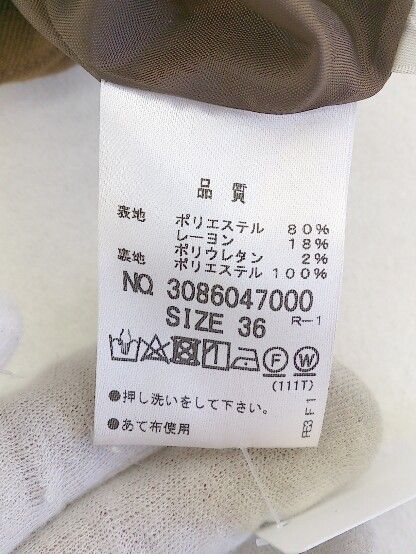 品質
表地 ポリエステル 80%
レーヨン 18%
ポリウレタン 2%
裏地 ポリエステル 100%
NO 3086047000
SIZE 36 R-1
F W
(111T)
●押し洗いをして下さい。
●あて布使用